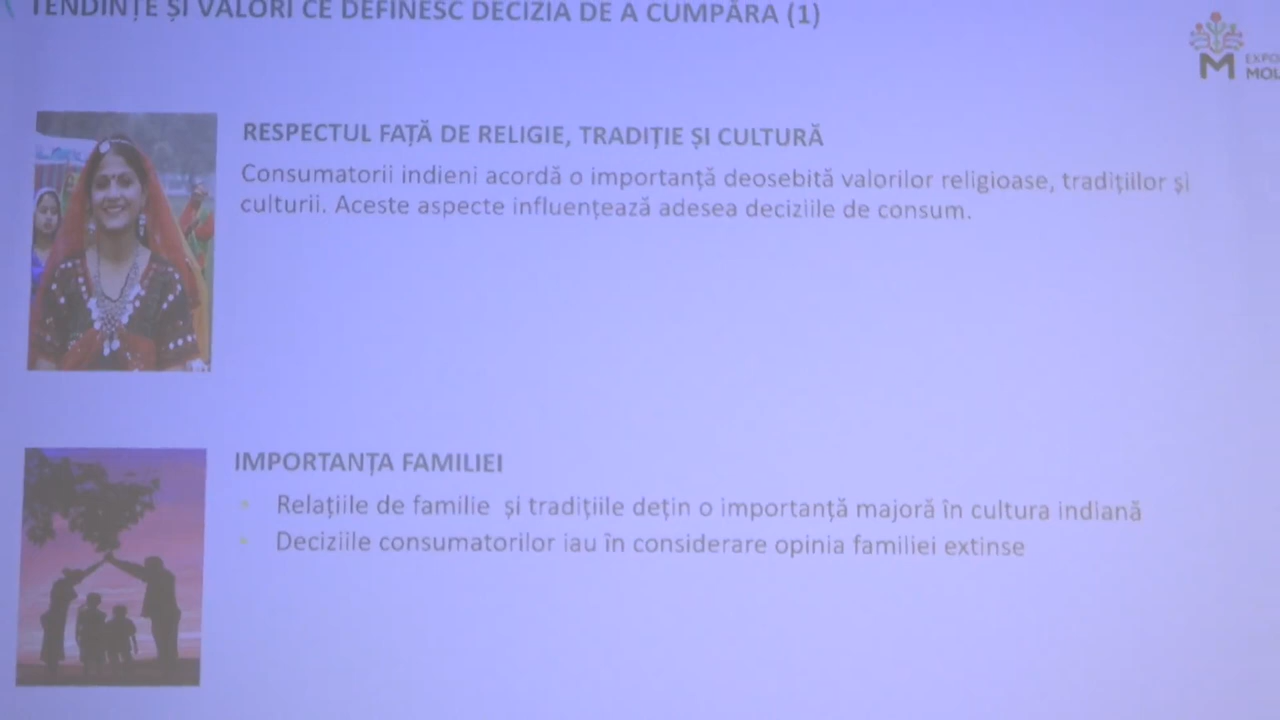 TENDINȚE ȘI VALORI CE DEFINESC DECIZIA DE A CUMPĂRA (1)
M
RESPECTUL FAȚĂ DE RELIGIE, TRADIȚIE ȘI CULTURĂ
Consumatorii indieni acordă o importanță deosebită valorilor religioase, tradițiilor și
culturii. Aceste aspecte influențează adesea deciziile de consum.
IMPORTANȚA FAMILIEI
Relațiile de familie și tradițiile dețin o importanță majoră în cultura indiană
Deciziile consumatorilor iau în considerare opinia familiei extinse